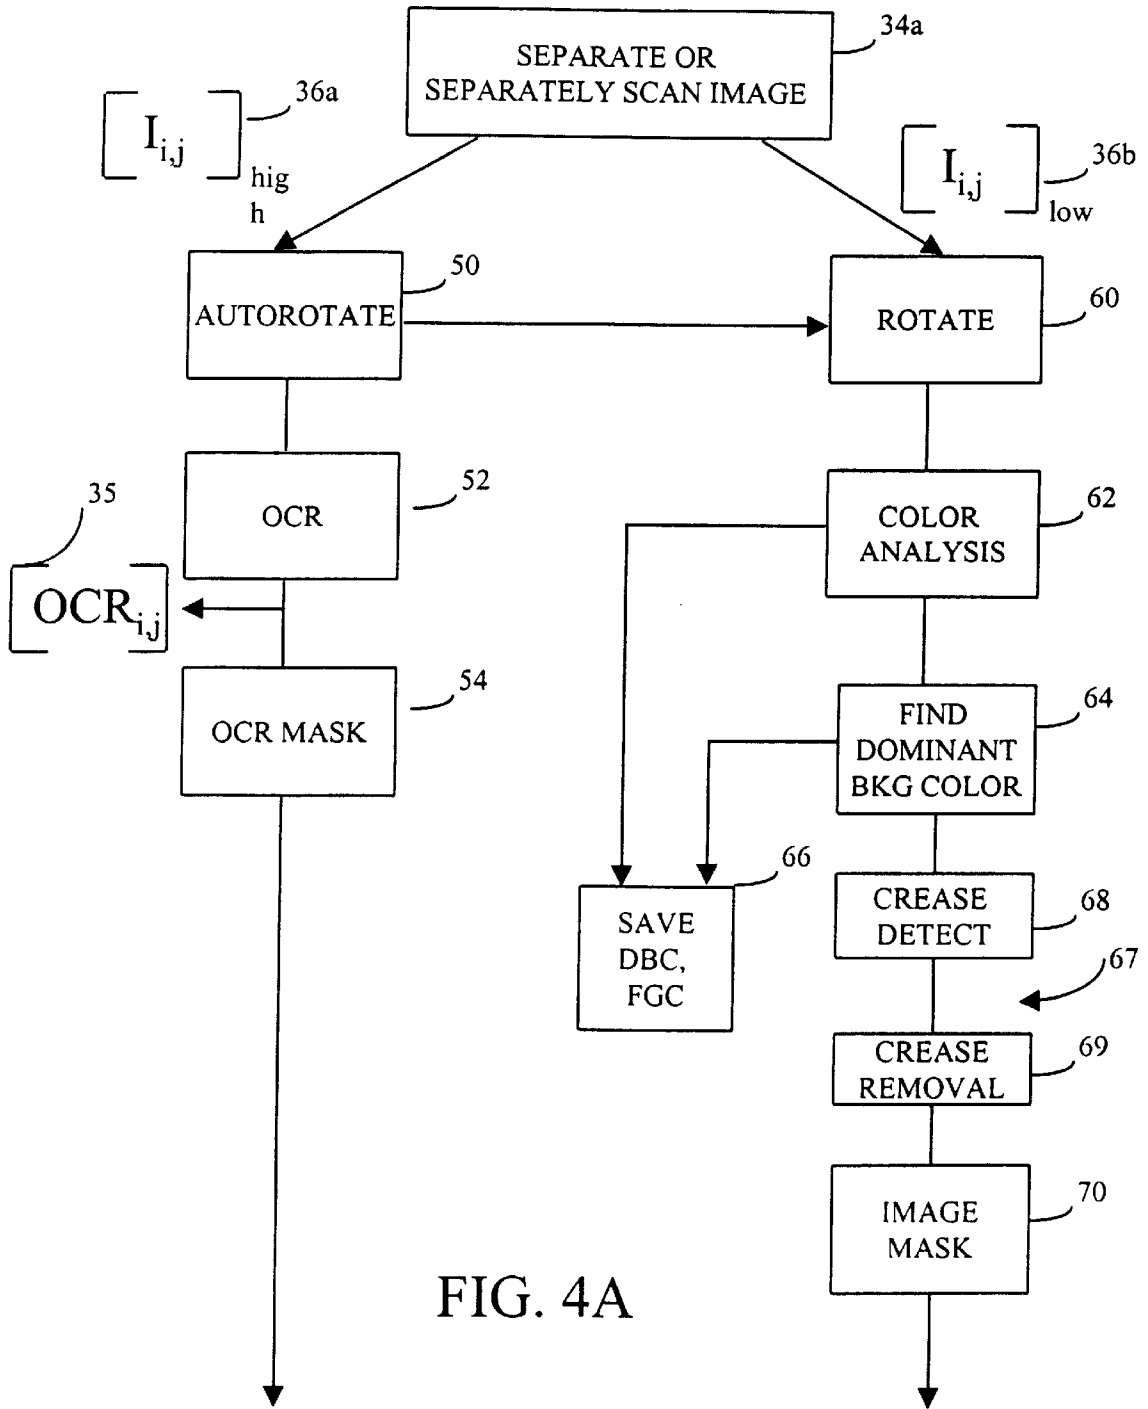 34a
SEPARATE OR
SEPARATELY SCAN IMAGE
36a
I i,j
hig
h
36b
I i,j
low
50
AUTOROTATE
60
ROTATE
52
OCR
35
OCR i,j
62
COLOR
ANALYSIS
54
OCR MASK
64
FIND
DOMINANT
BKG COLOR
66
SAVE
DBC,
FGC
68
CREASE
DETECT
67
69
CREASE
REMOVAL
70
IMAGE
MASK
FIG. 4A